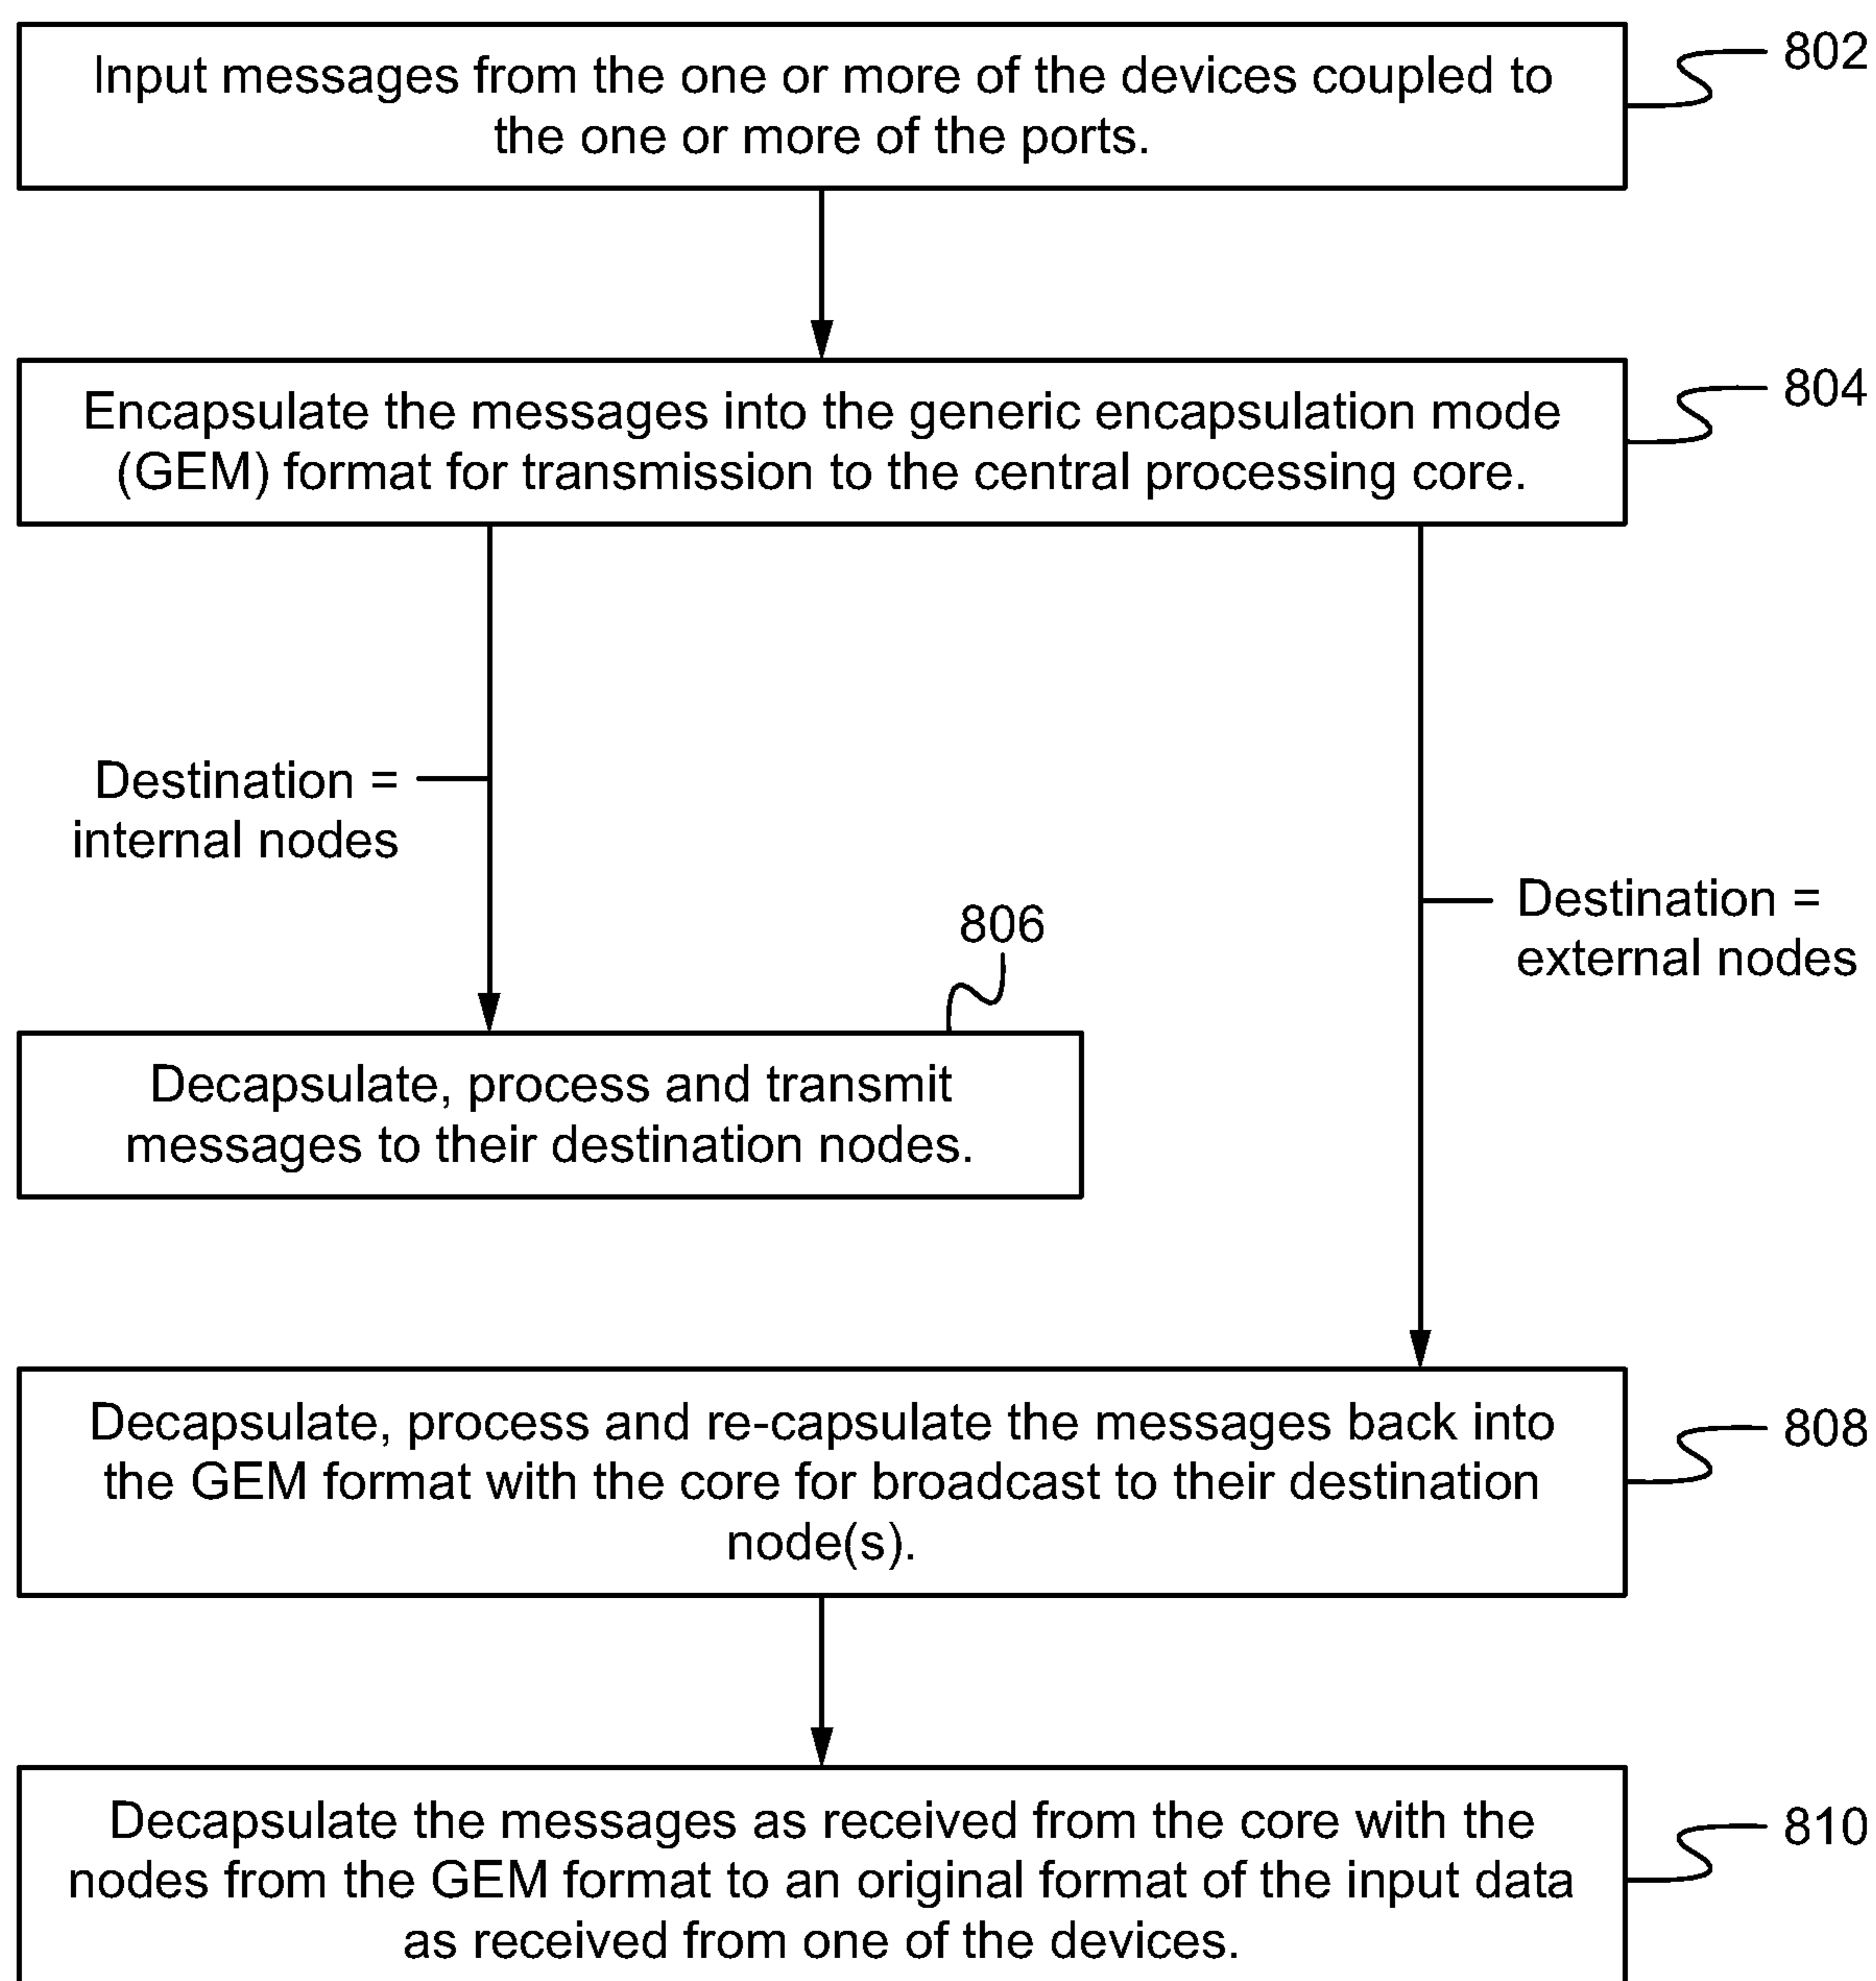 Input messages from the one or more of the devices coupled to
the one or more of the ports.
802
Encapsulate the messages into the generic encapsulation mode
(GEM) format for transmission to the central processing core.
804
Destination =
internal nodes
Destination =
external nodes
806
Decapsulate, process and transmit
messages to their destination nodes.
Decapsulate, process and re-capsulate the messages back into
the GEM format with the core for broadcast to their destination
node(s).
808
Decapsulate the messages as received from the core with the
nodes from the GEM format to an original format of the input data
as received from one of the devices.
810